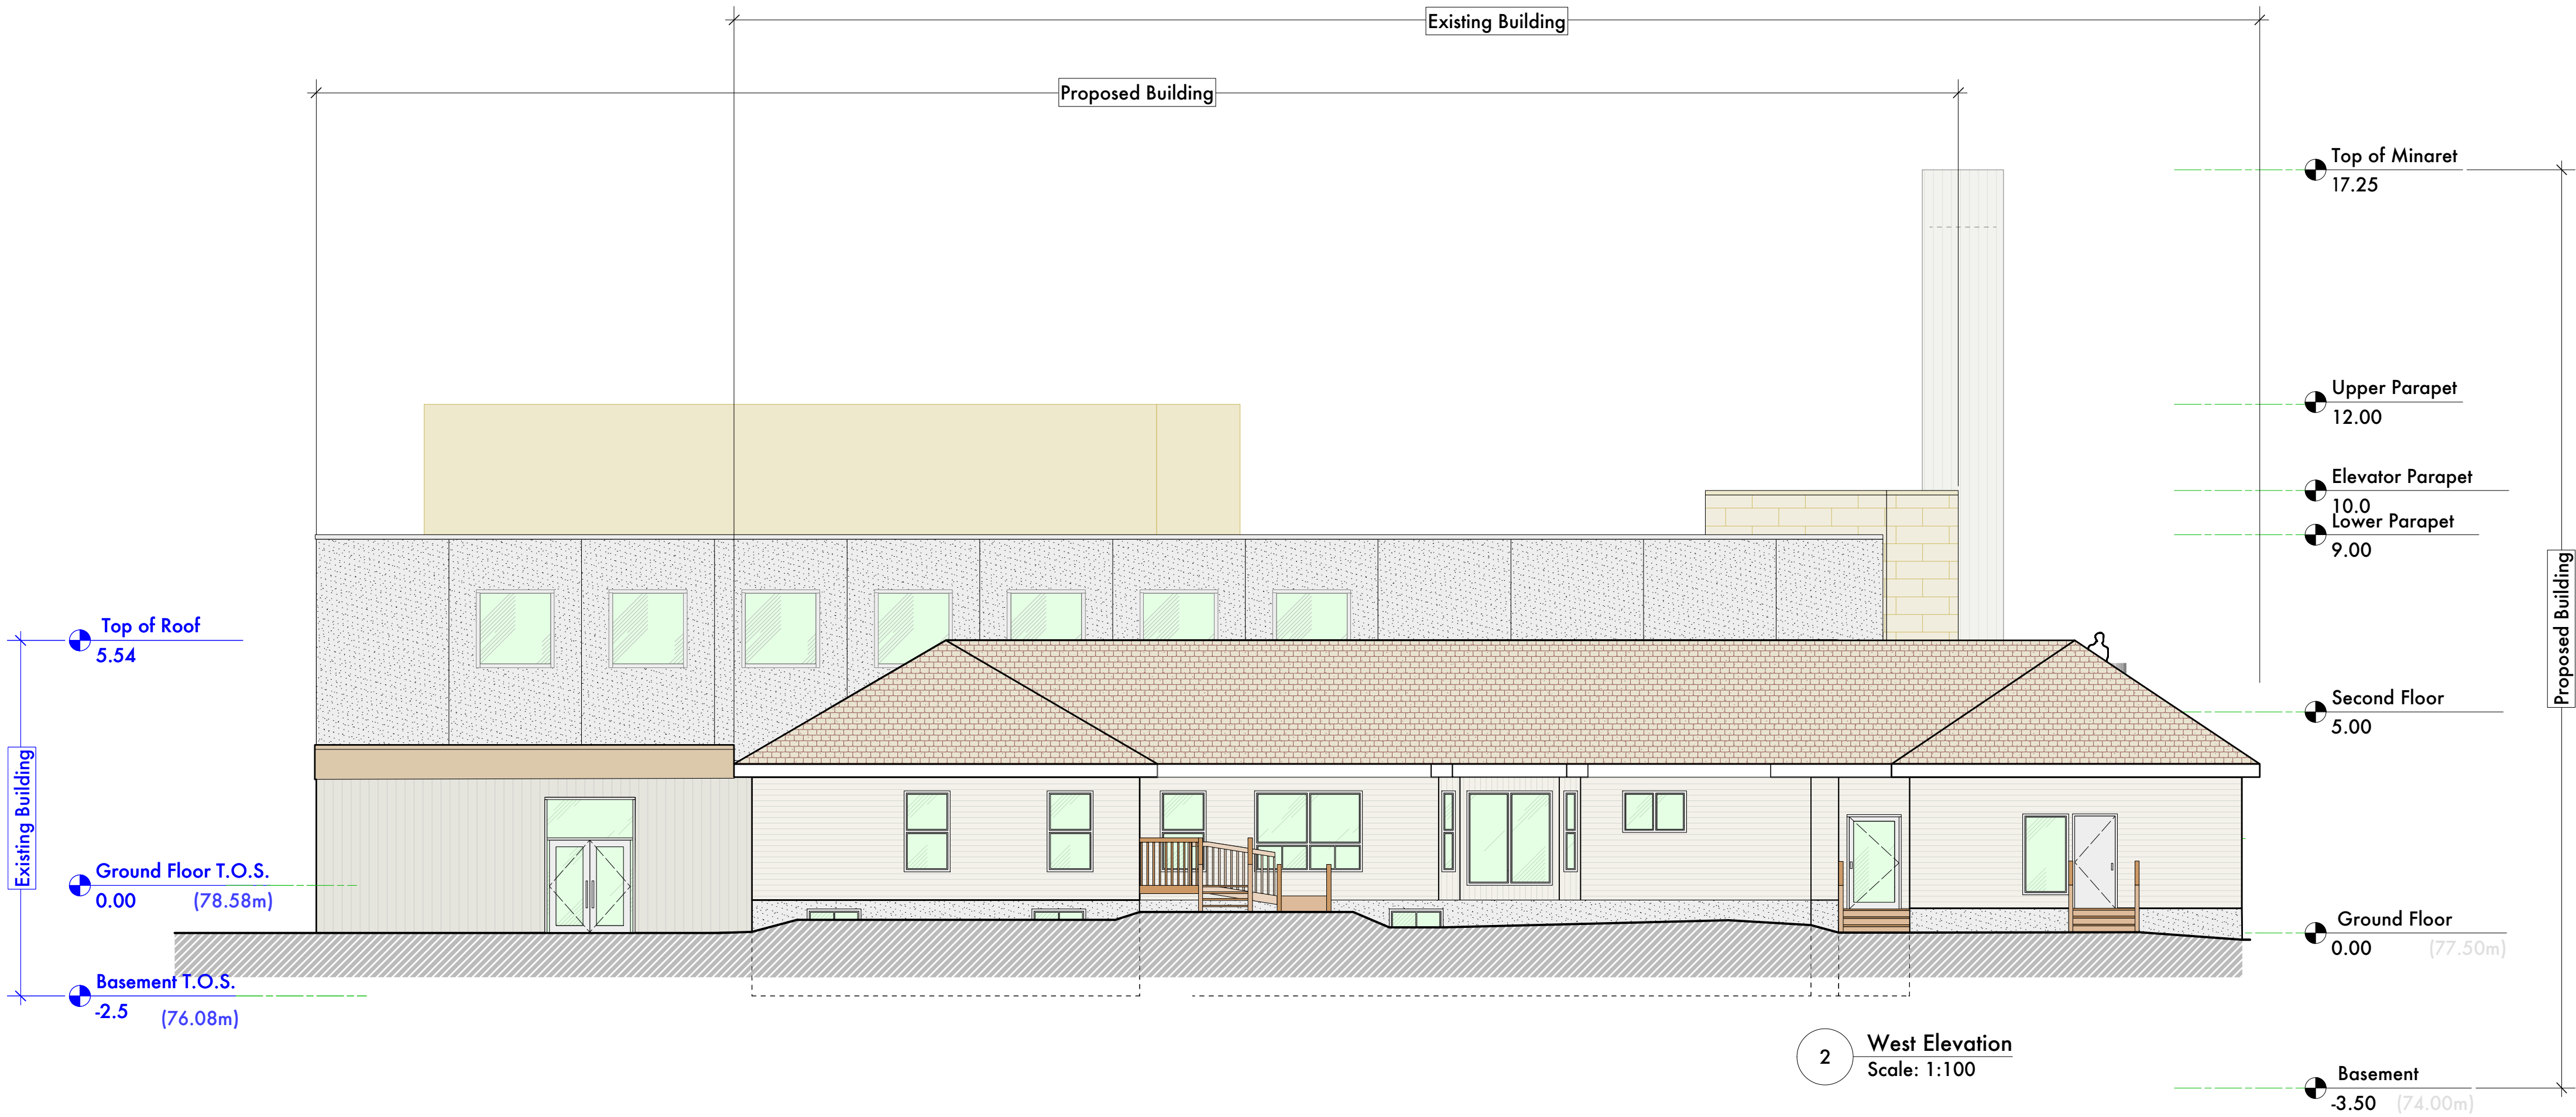 Existing Building
Proposed Building
Top of Minaret
17.25
Upper Parapet
12.00
Elevator Parapet
10.0
Lower Parapet
9.00
Proposed Building
Top of Roof
5.54
Second Floor
5.00
Existing Building
Ground Floor T.O.S.
0.00 (78.58m)
Ground Floor
0.00 (77.50m)
Basement T.O.S.
-2.5 (76.08m)
2 West Elevation
Scale: 1:100
Basement
-3.50 (74.00m)